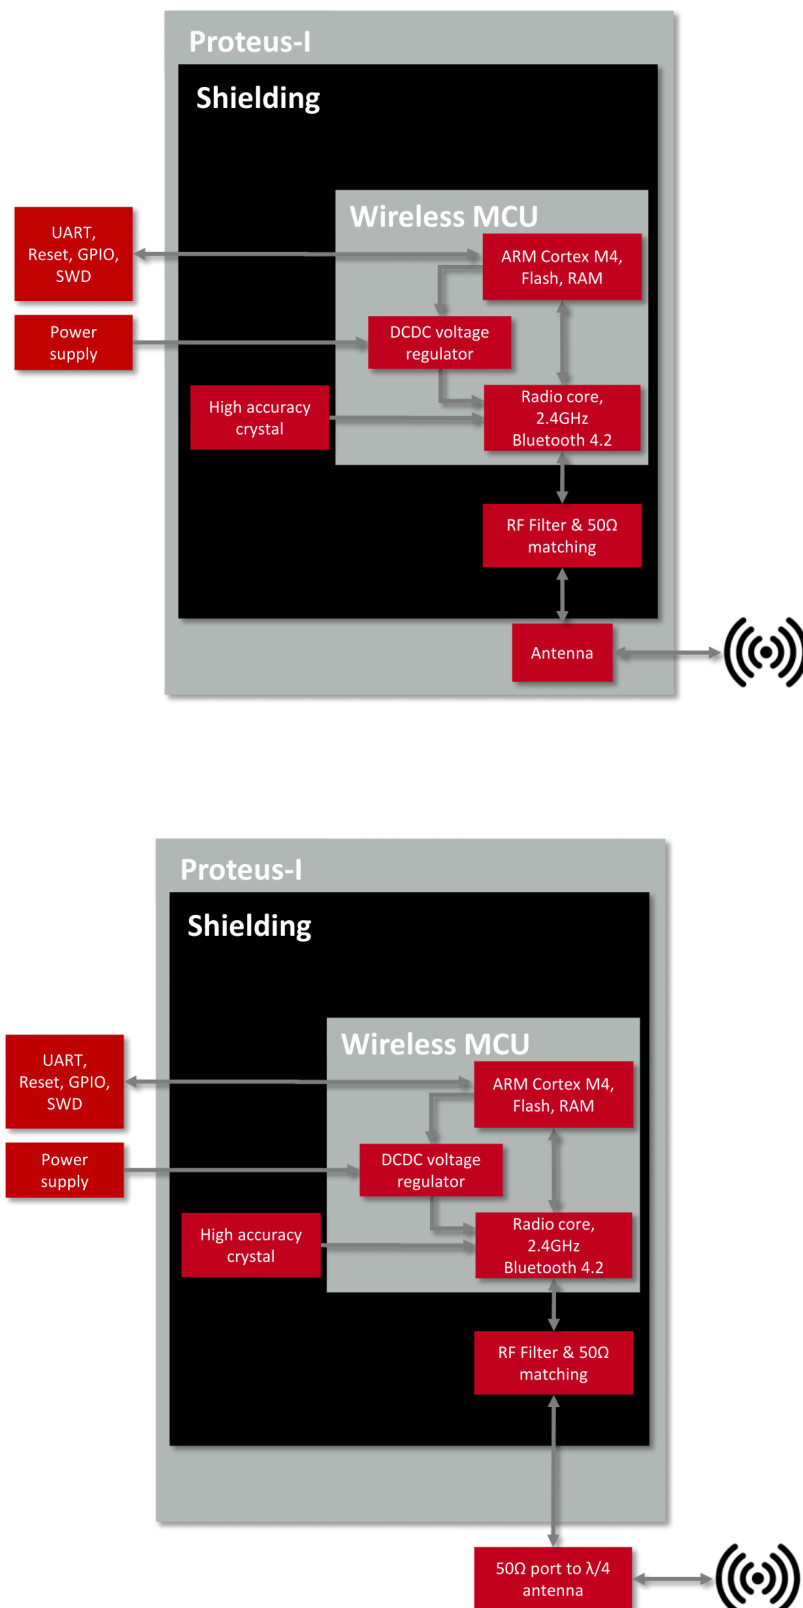 Proteus-I
Shielding
Wireless MCU
UART,
Reset, GPIO,
SWD
ARM Cortex M4,
Flash, RAM
Power
supply
DCDC voltage
regulator
High accuracy
crystal
Radio core,
2.4GHz
Bluetooth 4.2
RF Filter & 50Ω
matching
Antenna
Proteus-I
Shielding
Wireless MCU
UART,
Reset, GPIO,
SWD
ARM Cortex M4,
Flash, RAM
Power
supply
DCDC voltage
regulator
High accuracy
crystal
Radio core,
2.4GHz
Bluetooth 4.2
RF Filter & 50Ω
matching
50Ω port to λ/4
antenna